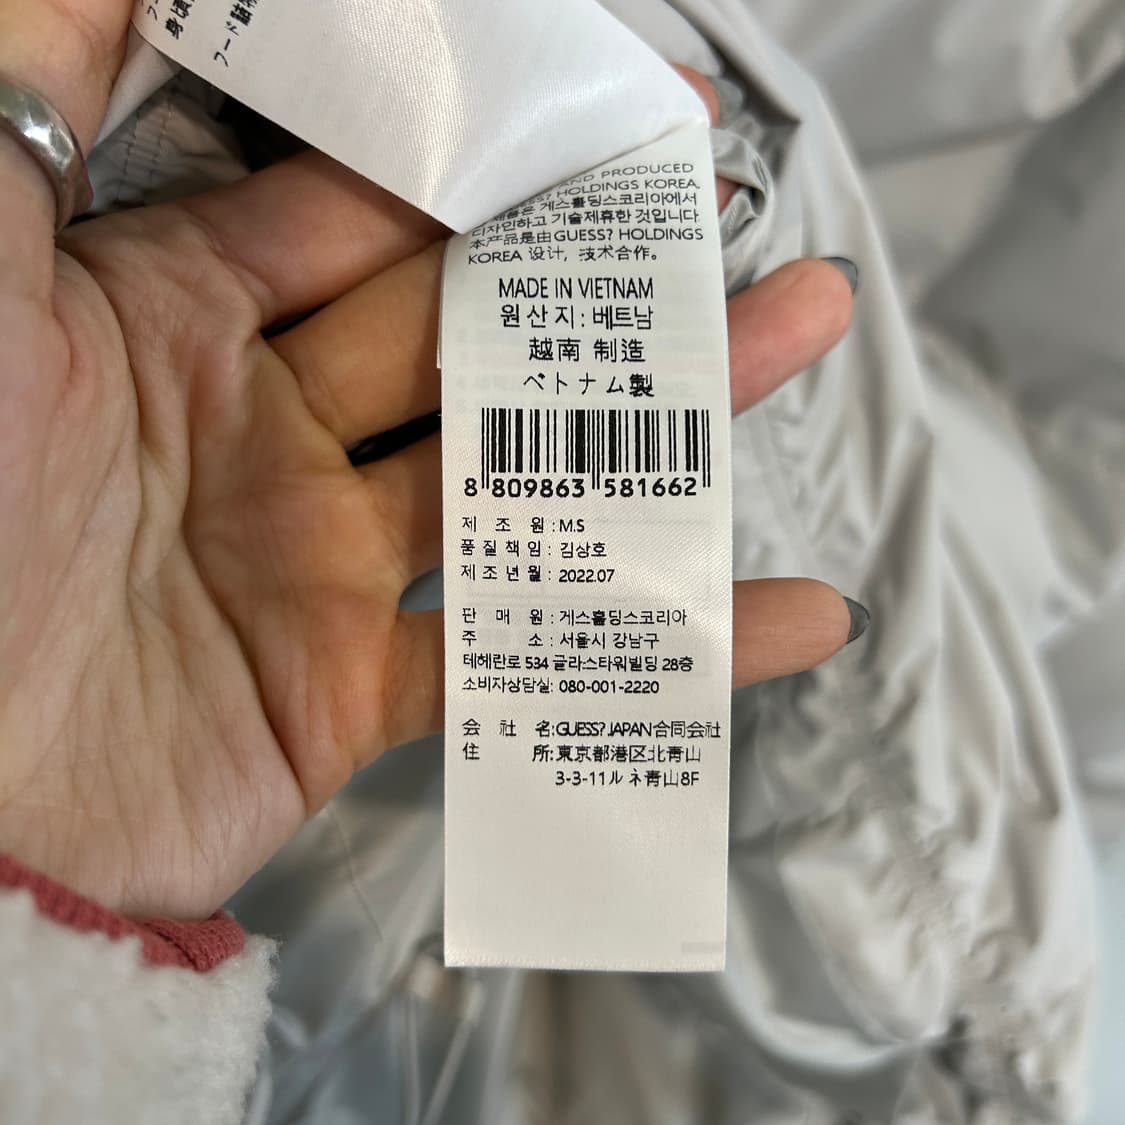 フード
AND PRODUCED
GUESS? HOLDINGS KOREA.
제품은 게스홀딩스코리아에서
디자인하고 기술제휴한 것입니다
本产品是由GUESS? HOLDINGS
KOREA 设计, 技术合作。
MADE IN VIETNAM
원산지: 베트남
越南 制造
ベトナム製
8 809863 581662
제 조 원 : M.S
품질책임 : 김상호
제조년월 : 2022.07
판 매 원 : 게스홀딩스코리아
주 소 : 서울시 강남구
테헤란로 534 글라스타워빌딩 28층
소비자상담실: 080-001-2220
会 社 名:GUESS? JAPAN合同会社
住 所:東京都港区北青山
3-3-11ルネ青山8F